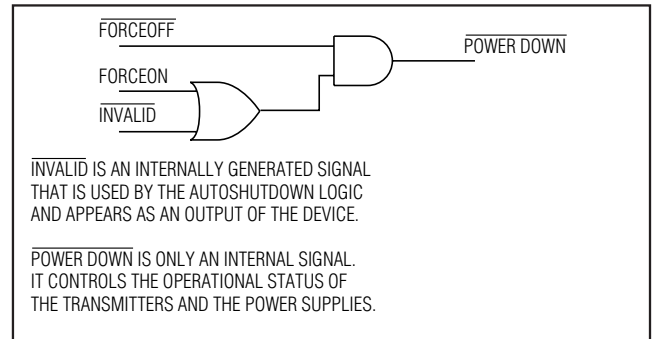 FORCEOFF
POWER DOWN
FORCEON
INVALID
INVALID IS AN INTERNALLY GENERATED SIGNAL
THAT IS USED BY THE AUTOSHUTDOWN LOGIC
AND APPEARS AS AN OUTPUT OF THE DEVICE.
POWER DOWN IS ONLY AN INTERNAL SIGNAL.
IT CONTROLS THE OPERATIONAL STATUS OF
THE TRANSMITTERS AND THE POWER SUPPLIES.